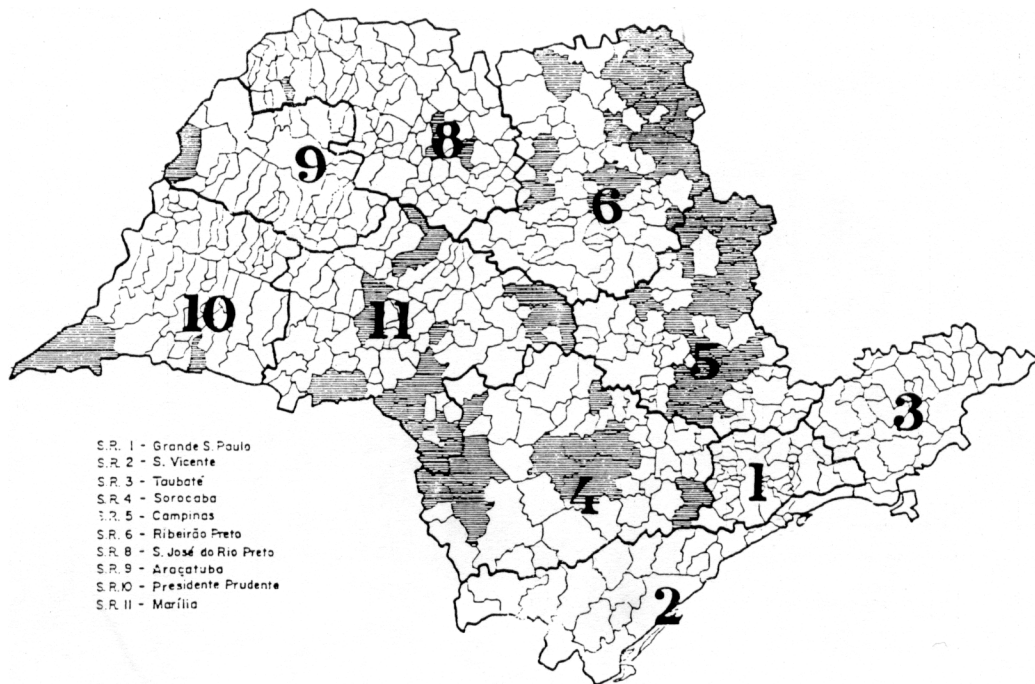 8
9
6
10
11
5
3
4
1
2
S.R. 1 - Grande S. Paulo
S.R. 2 - S. Vicente
S.R. 3 - Taubaté
S.R. 4 - Sorocaba
S.R. 5 - Campinas
S.R. 6 - Ribeirão Preto
S.R. 8 - S. José do Rio Preto
S.R. 9 - Araçatuba
S.R. 10 - Presidente Prudente
S.R. 11 - Marília